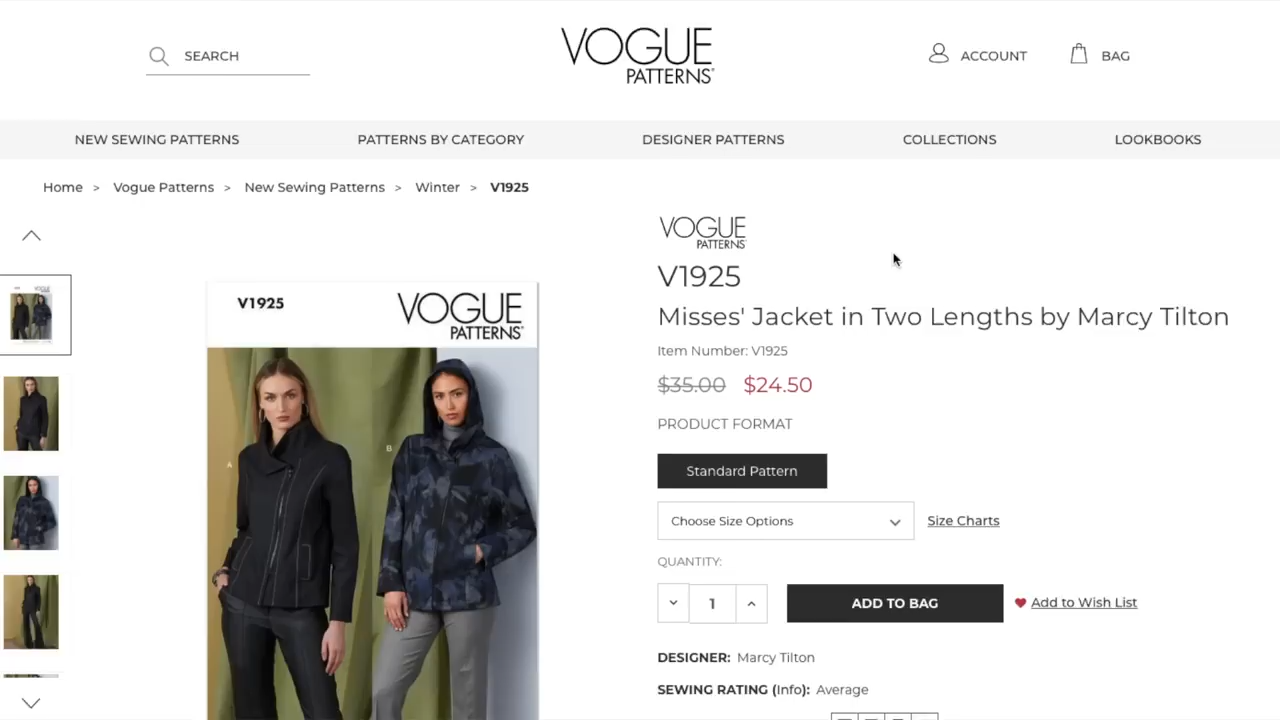 SEARCH
VOGUE
PATTERNS
ACCOUNT
BAG
NEW SEWING PATTERNS
PATTERNS BY CATEGORY
DESIGNER PATTERNS
COLLECTIONS
LOOKBOOKS
Home > Vogue Patterns > New Sewing Patterns > Winter > V1925
VOGUE
PATTERNS
V1925
Misses' Jacket in Two Lengths by Marcy Tilton
Item Number: V1925
$35.00 $24.50
PRODUCT FORMAT
Standard Pattern
Choose Size Options
Size Charts
QUANTITY:
1
ADD TO BAG
Add to Wish List
DESIGNER: Marcy Tilton
SEWING RATING (Info): Average
V1925
VOGUE
PATTERNS
A
B